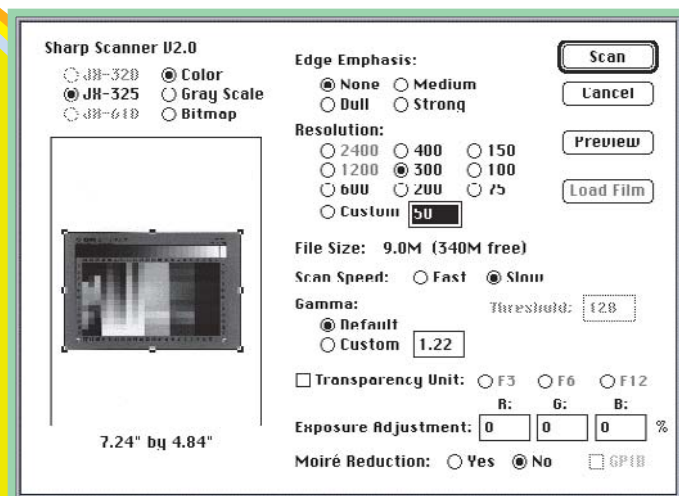 Sharp Scanner V2.0
JX-320 Color
JX-325 Gray Scale
JX-610 Bitmap
7.24" by 4.84"
Edge Emphasis:
None Medium
Dull Strong
Resolution:
2400 400 150
1200 300 100
600 200 75
Custom 50
File Size: 9.0M (340M free)
Scan Speed: Fast Slow
Gamma:
Default
Custom 1.22
Threshold: 128
Transparency Unit: F3 F6 F12
R: G: B:
Exposure Adjustment: 0 0 0 %
Moiré Reduction: Yes No GPIB
Scan
Cancel
Preview
Load Film